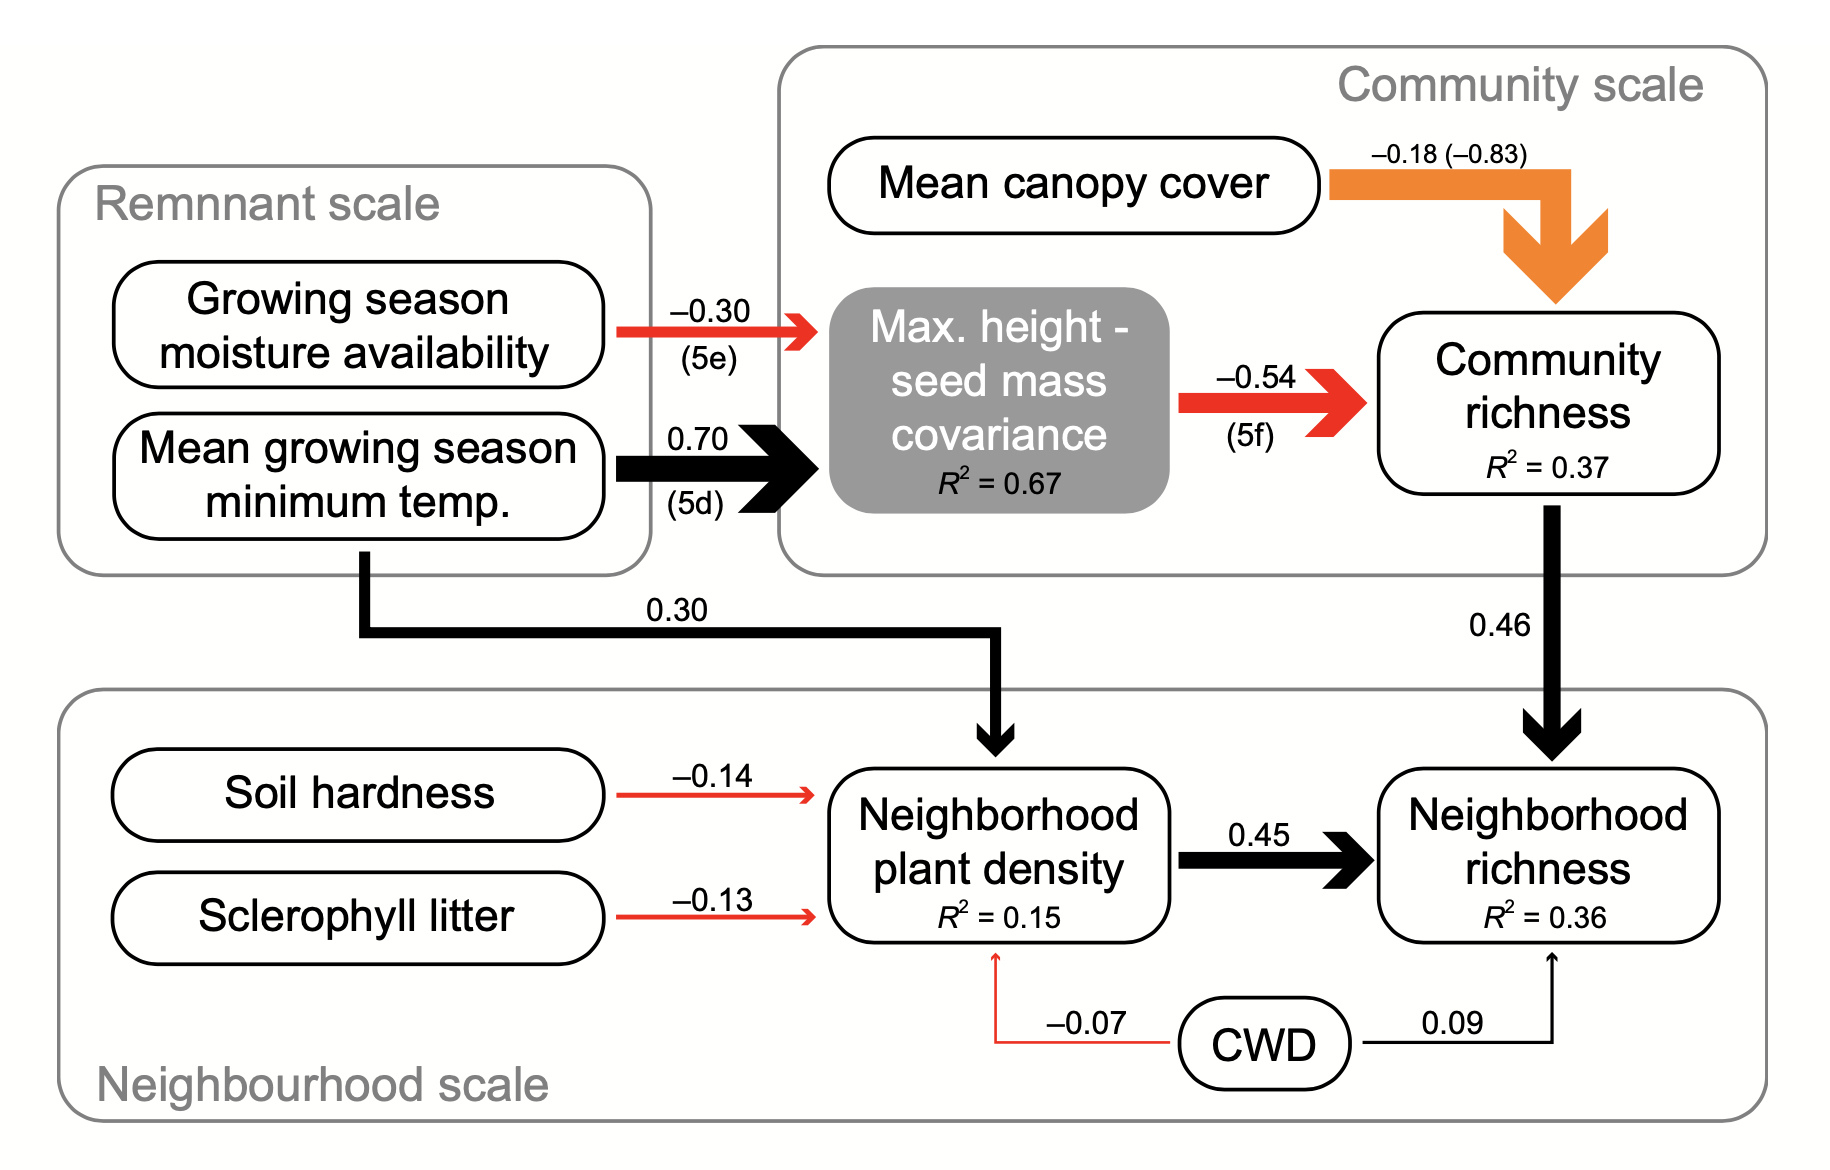 Community scale
Mean canopy cover
–0.18 (–0.83)
Remnnant scale
Growing season
moisture availability
–0.30
(5e)
Mean growing season
minimum temp.
0.70
(5d)
Max. height -
seed mass
covariance
R² = 0.67
–0.54
(5f)
Community
richness
R² = 0.37
0.30
0.46
Soil hardness
–0.14
Sclerophyll litter
–0.13
Neighborhood
plant density
R² = 0.15
0.45
Neighborhood
richness
R² = 0.36
–0.07
CWD
0.09
Neighbourhood scale